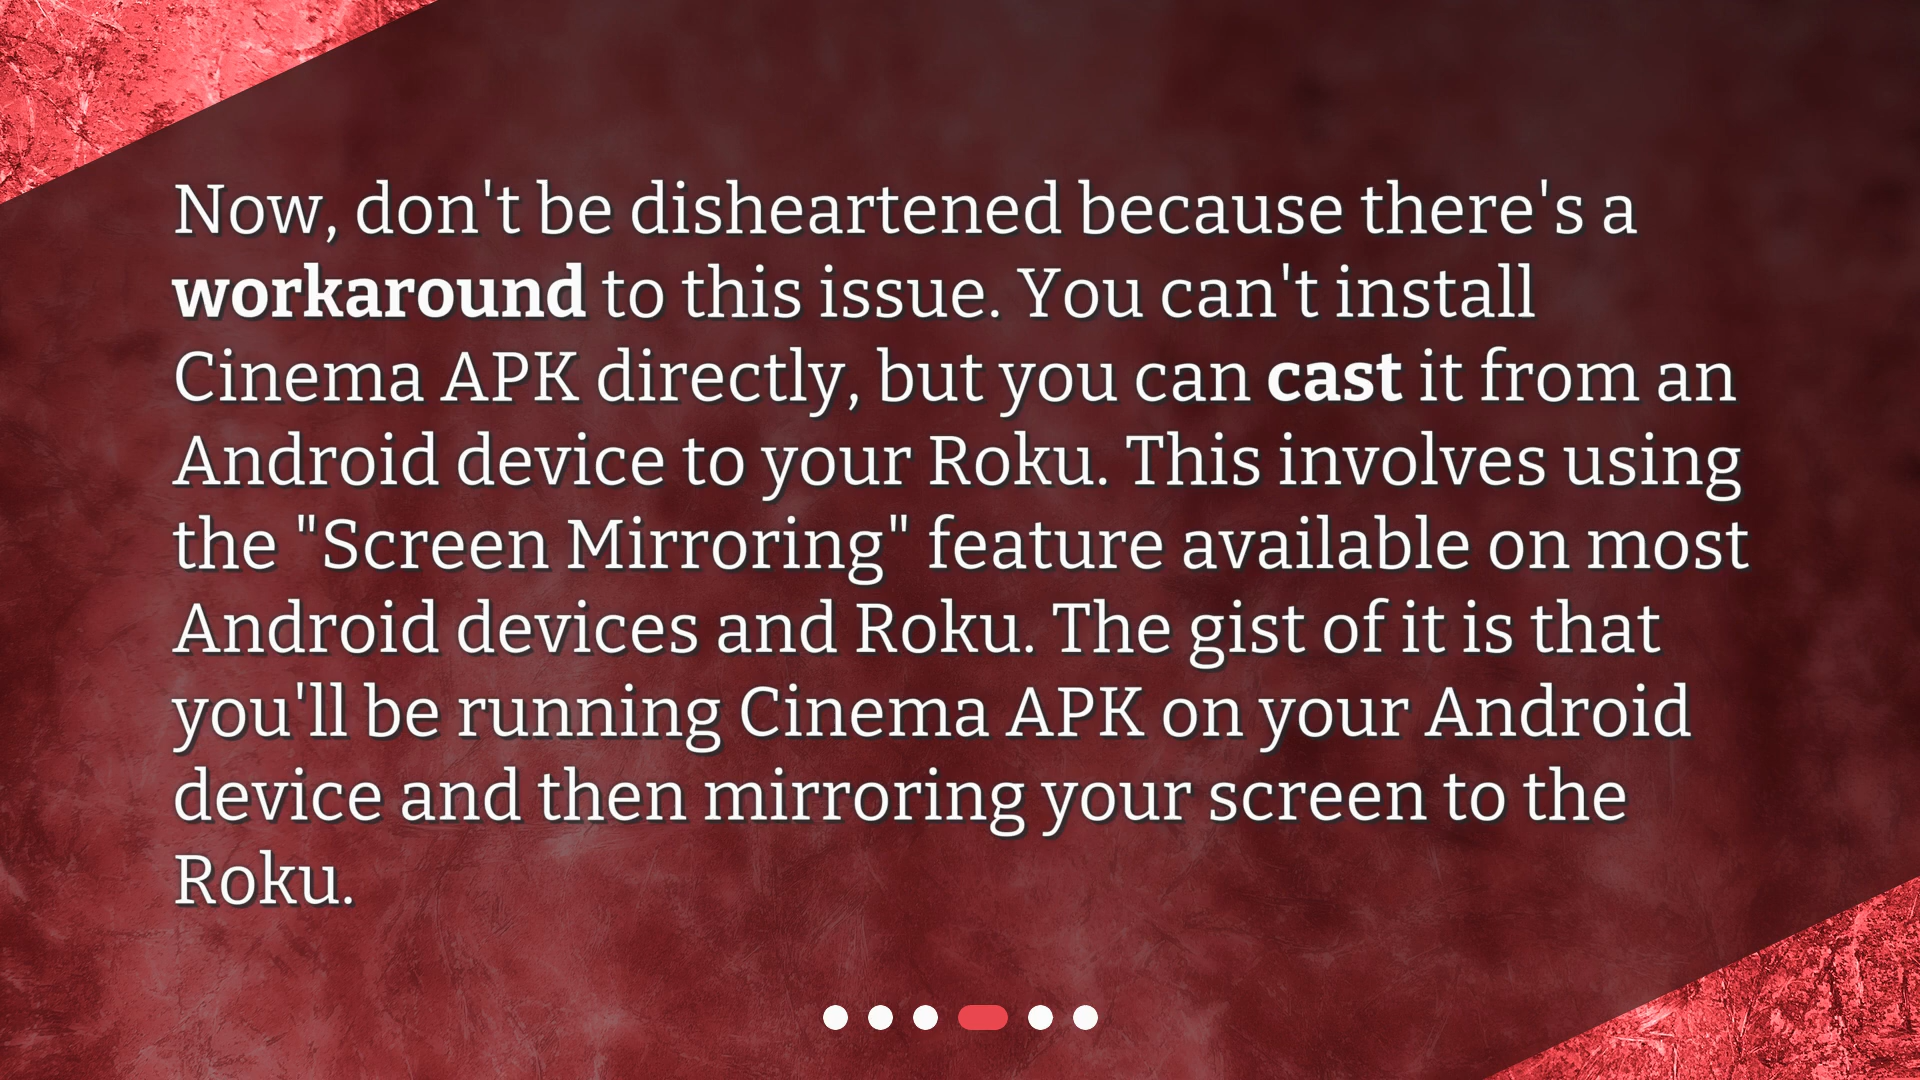 Now, don't be disheartened because there's a
workaround to this issue. You can't install
Cinema APK directly, but you can cast it from an
Android device to your Roku. This involves using
the "Screen Mirroring" feature available on most
Android devices and Roku. The gist of it is that
you'll be running Cinema APK on your Android
device and then mirroring your screen to the
Roku.